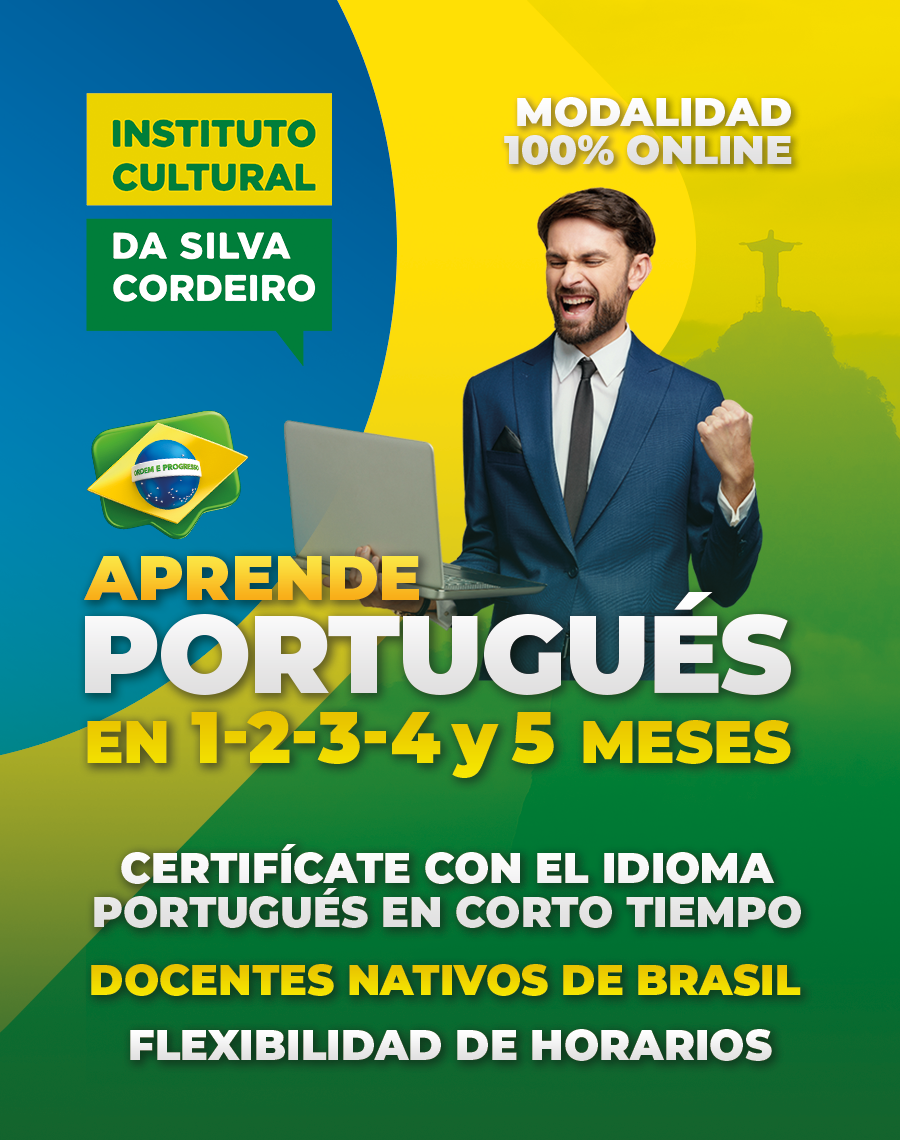 INSTITUTO
CULTURAL
DA SILVA
CORDEIRO
MODALIDAD
100% ONLINE
ORDEM E PROGRESSO
APRENDE
PORTUGUÉS
EN 1-2-3-4 y 5 MESES
CERTIFÍCATE CON EL IDIOMA
PORTUGUÉS EN CORTO TIEMPO
DOCENTES NATIVOS DE BRASIL
FLEXIBILIDAD DE HORARIOS